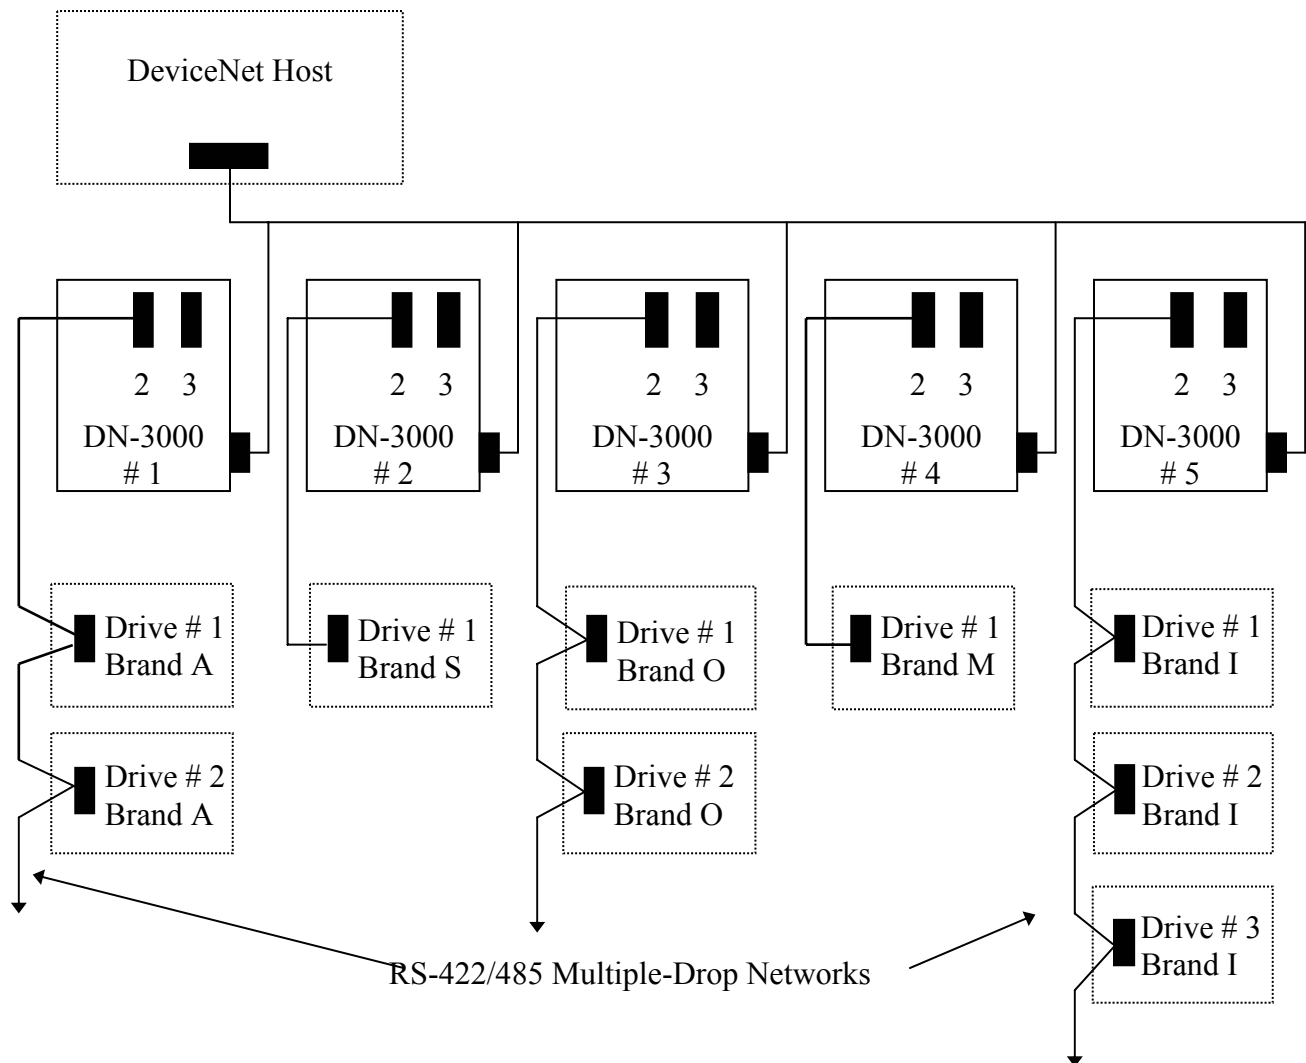 DeviceNet Host
2 3
DN-3000
# 1
2 3
DN-3000
# 2
2 3
DN-3000
# 3
2 3
DN-3000
# 4
2 3
DN-3000
# 5
Drive # 1
Brand A
Drive # 1
Brand S
Drive # 1
Brand O
Drive # 1
Brand M
Drive # 1
Brand I
Drive # 2
Brand A
Drive # 2
Brand O
Drive # 2
Brand I
Drive # 3
Brand I
RS-422/485 Multiple-Drop Networks